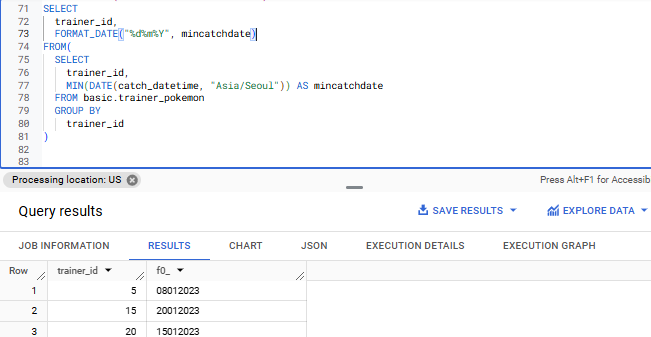 71 SELECT
72 trainer_id,
73 FORMAT_DATE("%d%m%Y", mincatchdate)
74 FROM(
75 SELECT
76 trainer_id,
77 MIN(DATE(catch_datetime, "Asia/Seoul")) AS mincatchdate
78 FROM basic.trainer_pokemon
79 GROUP BY
80 trainer_id
81 )
82
83
Processing location: US
Press Alt+F1 for Accessib
Query results
SAVE RESULTS
EXPLORE DATA
JOB INFORMATION RESULTS CHART JSON EXECUTION DETAILS EXECUTION GRAPH
Row trainer_id f0_
1 5 08012023
2 15 20012023
3 20 15012023